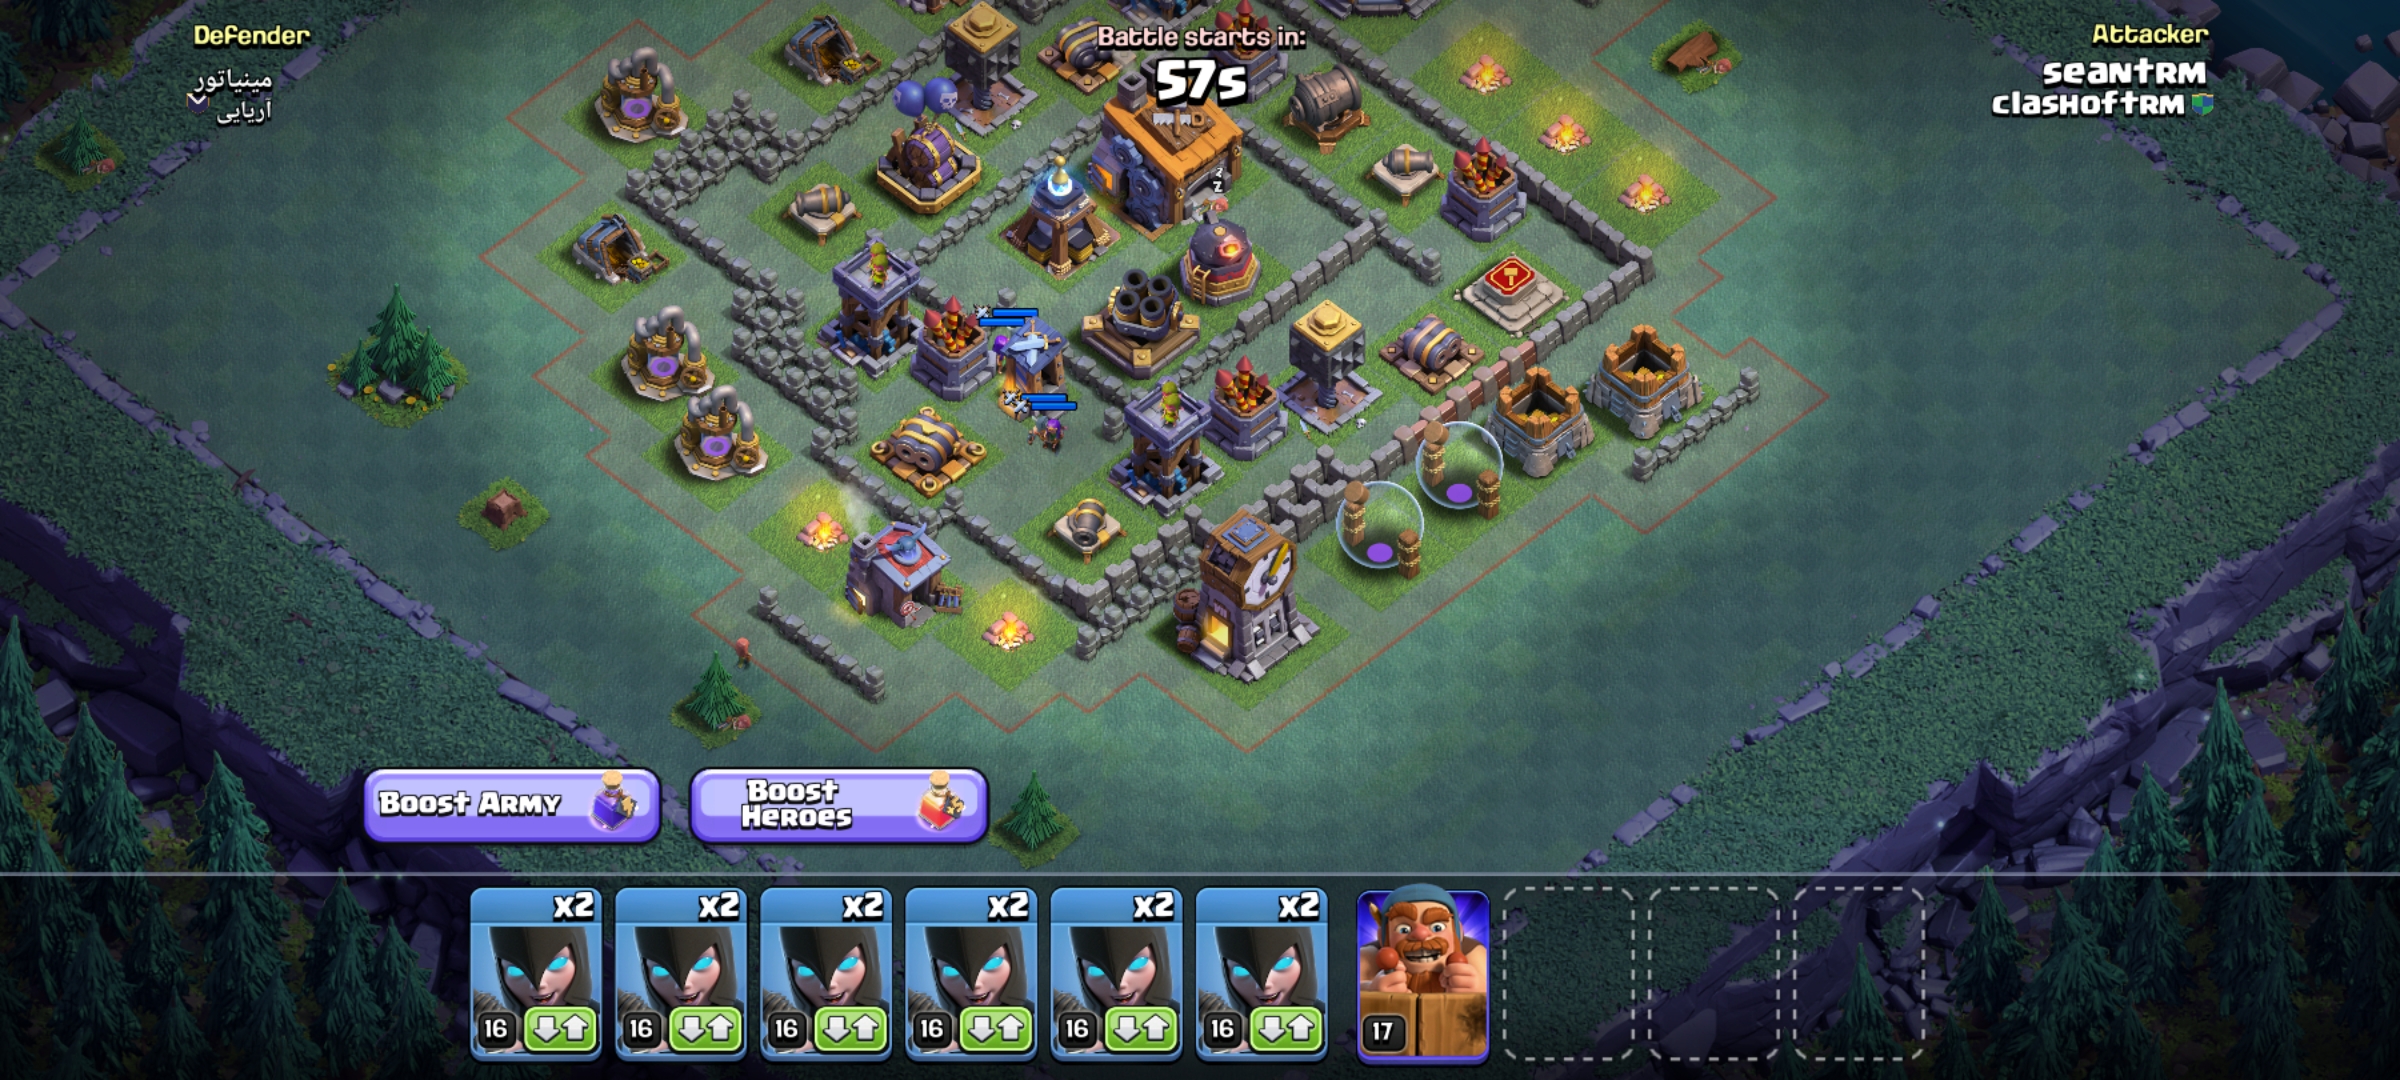 Defender
مینیاتور
آریایی
Battle starts in:
57s
Attacker
seantRM
clashoftRM
z
z
Boost Army
Boost
Heroes
x2
x2
x2
x2
x2
x2
16
16
16
16
16
16
17